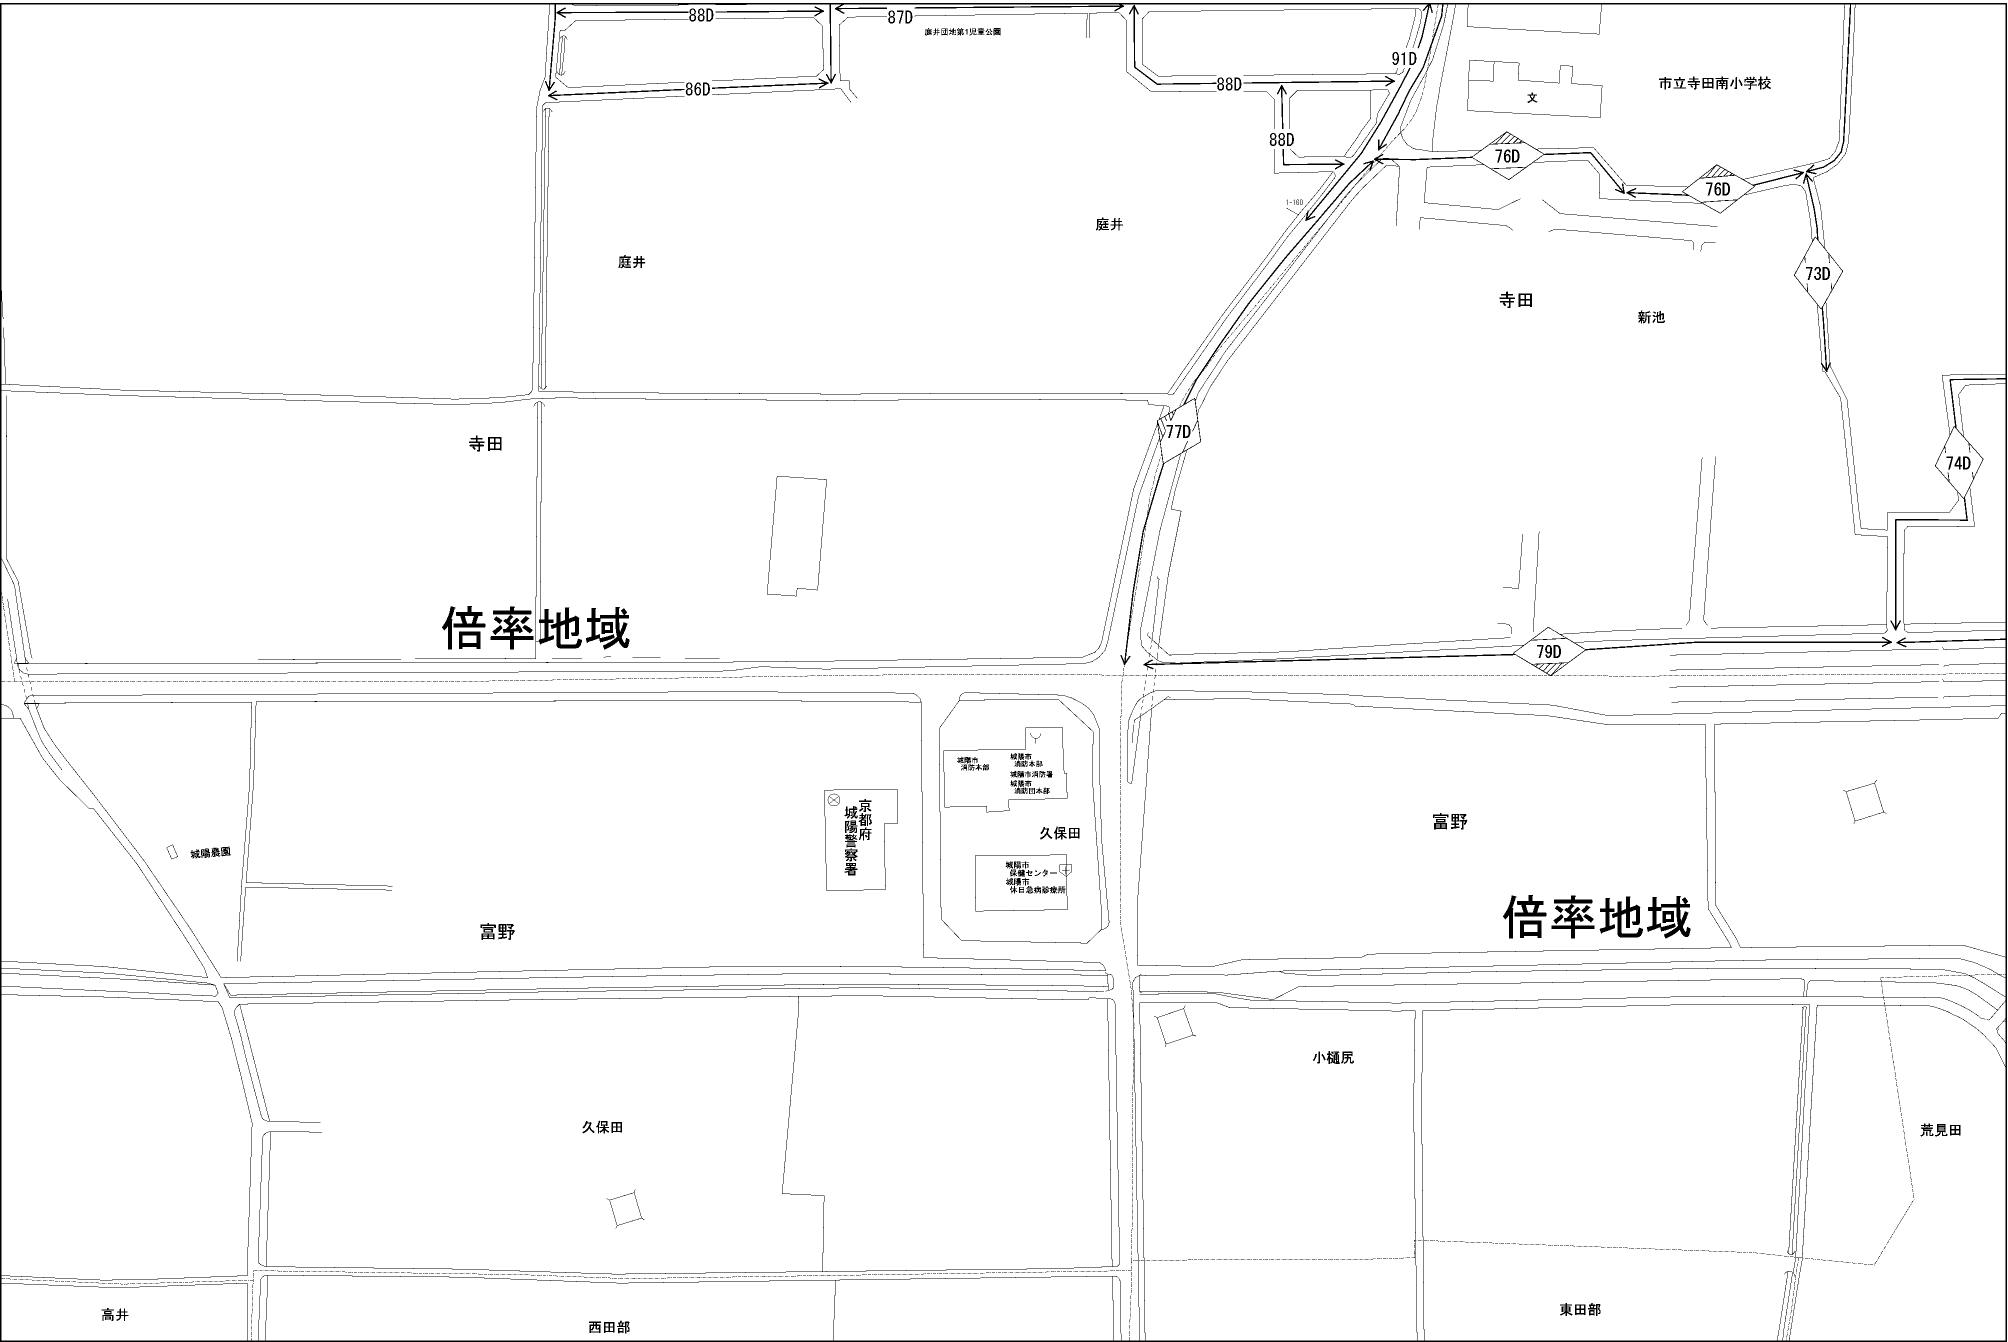 88D
87D
庭井団地第1児童公園
91D
86D
88D
市立寺田南小学校
文
88D
76D
76D
1-16D
庭井
庭井
73D
寺田
新池
77D
寺田
74D
倍率地域
79D
城陽市
消防本部
城陽市
消防本部
城陽市消防署
城陽市
消防団本部
京都府
城陽警察署
久保田
富野
城陽農園
城陽市
保健センター
城陽市
休日急病診療所
倍率地域
富野
小樋尻
久保田
荒見田
高井
西田部
東田部